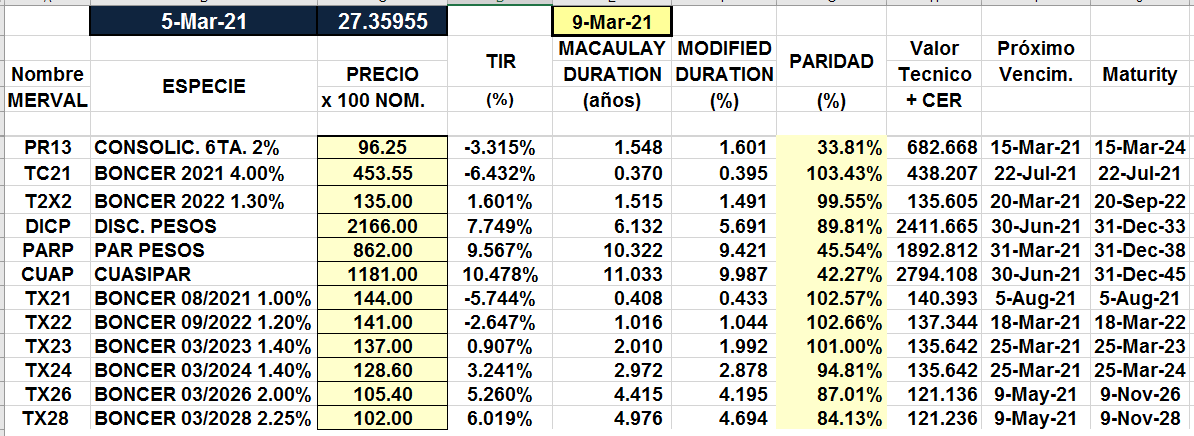 5-Mar-21 27.35955 9-Mar-21
MACAULAY MODIFIED Valor Próximo
Nombre PRECIO TIR DURATION DURATION PARIDAD Tecnico Vencim. Maturity
MERVAL ESPECIE x 100 NOM. (%) (años) (%) (%) + CER
PR13 CONSOLIC. 6TA. 2% 96.25 -3.315% 1.548 1.601 33.81% 682.668 15-Mar-21 15-Mar-24
TC21 BONCER 2021 4.00% 453.55 -6.432% 0.370 0.395 103.43% 438.207 22-Jul-21 22-Jul-21
T2X2 BONCER 2022 1.30% 135.00 1.601% 1.515 1.491 99.55% 135.605 20-Mar-21 20-Sep-22
DICP DISC. PESOS 2166.00 7.749% 6.132 5.691 89.81% 2411.665 30-Jun-21 31-Dec-33
PARP PAR PESOS 862.00 9.567% 10.322 9.421 45.54% 1892.812 31-Mar-21 31-Dec-38
CUAP CUASIPAR 1181.00 10.478% 11.033 9.987 42.27% 2794.108 30-Jun-21 31-Dec-45
TX21 BONCER 08/2021 1.00% 144.00 -5.744% 0.408 0.433 102.57% 140.393 5-Aug-21 5-Aug-21
TX22 BONCER 09/2022 1.20% 141.00 -2.647% 1.016 1.044 102.66% 137.344 18-Mar-21 18-Mar-22
TX23 BONCER 03/2023 1.40% 137.00 0.907% 2.010 1.992 101.00% 135.642 25-Mar-21 25-Mar-23
TX24 BONCER 03/2024 1.40% 128.60 3.241% 2.972 2.878 94.81% 135.642 25-Mar-21 25-Mar-24
TX26 BONCER 03/2026 2.00% 105.40 5.260% 4.415 4.195 87.01% 121.136 9-May-21 9-Nov-26
TX28 BONCER 03/2028 2.25% 102.00 6.019% 4.976 4.694 84.13% 121.236 9-May-21 9-Nov-28